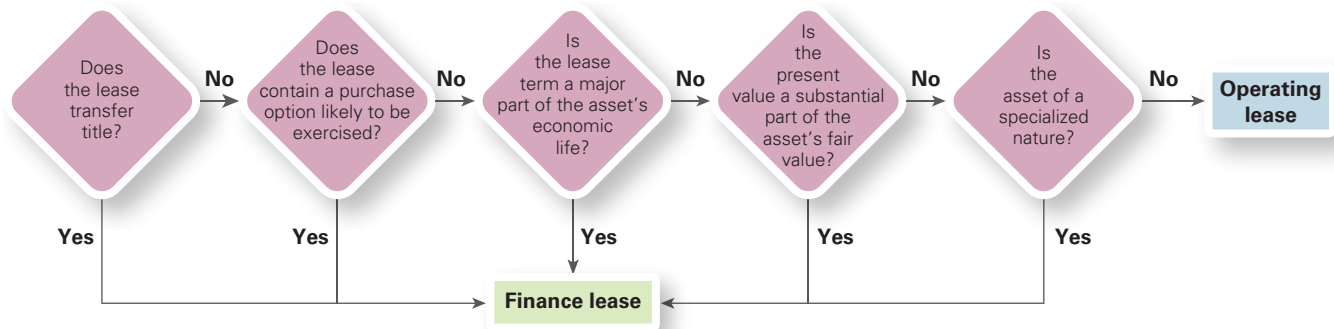 Does
the lease
transfer
title?
No
Does
the lease
contain a purchase
option likely to be
exercised?
No
Is
the lease
term a major
part of the asset's
economic
life?
No
Is
the
present
value a substantial
part of the
asset's fair
value?
No
Is
the
asset of a
specialized
nature?
No
Operating
lease
Yes
Yes
Yes
Yes
Yes
Finance lease